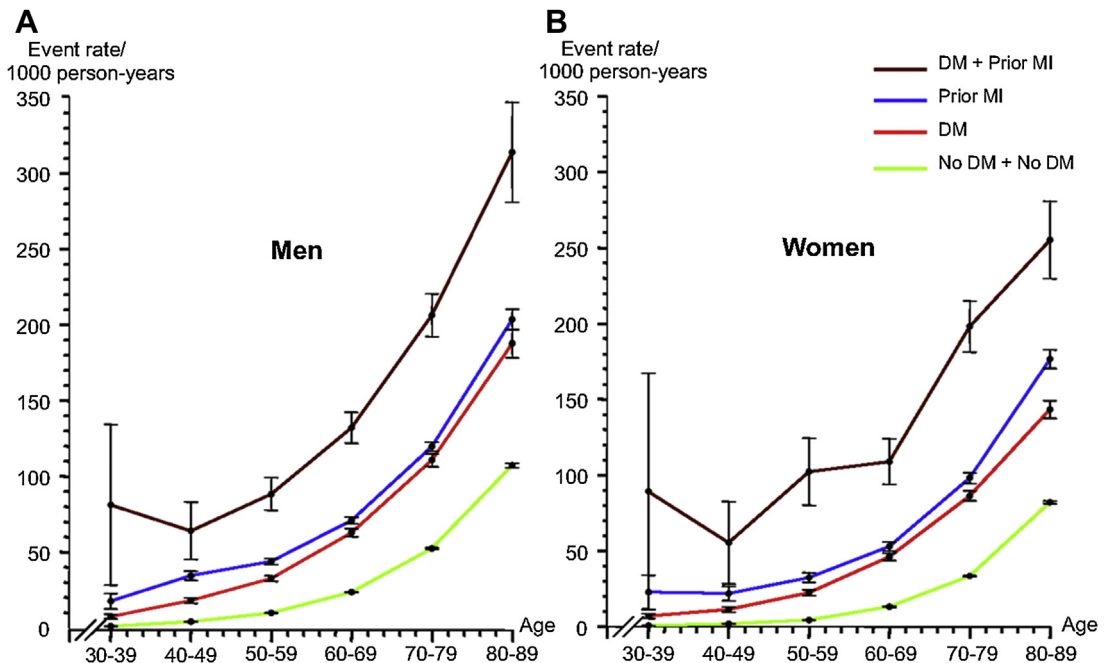 A
Event rate/
1000 person-years
350
300
250
200
150
100
50
0
Men
30-39 40-49 50-59 60-69 70-79 80-89
Age
B
Event rate/
1000 person-years
350
300
250
200
150
100
50
0
Women
30-39 40-49 50-59 60-69 70-79 80-89
Age
DM + Prior MI
Prior MI
DM
No DM + No DM